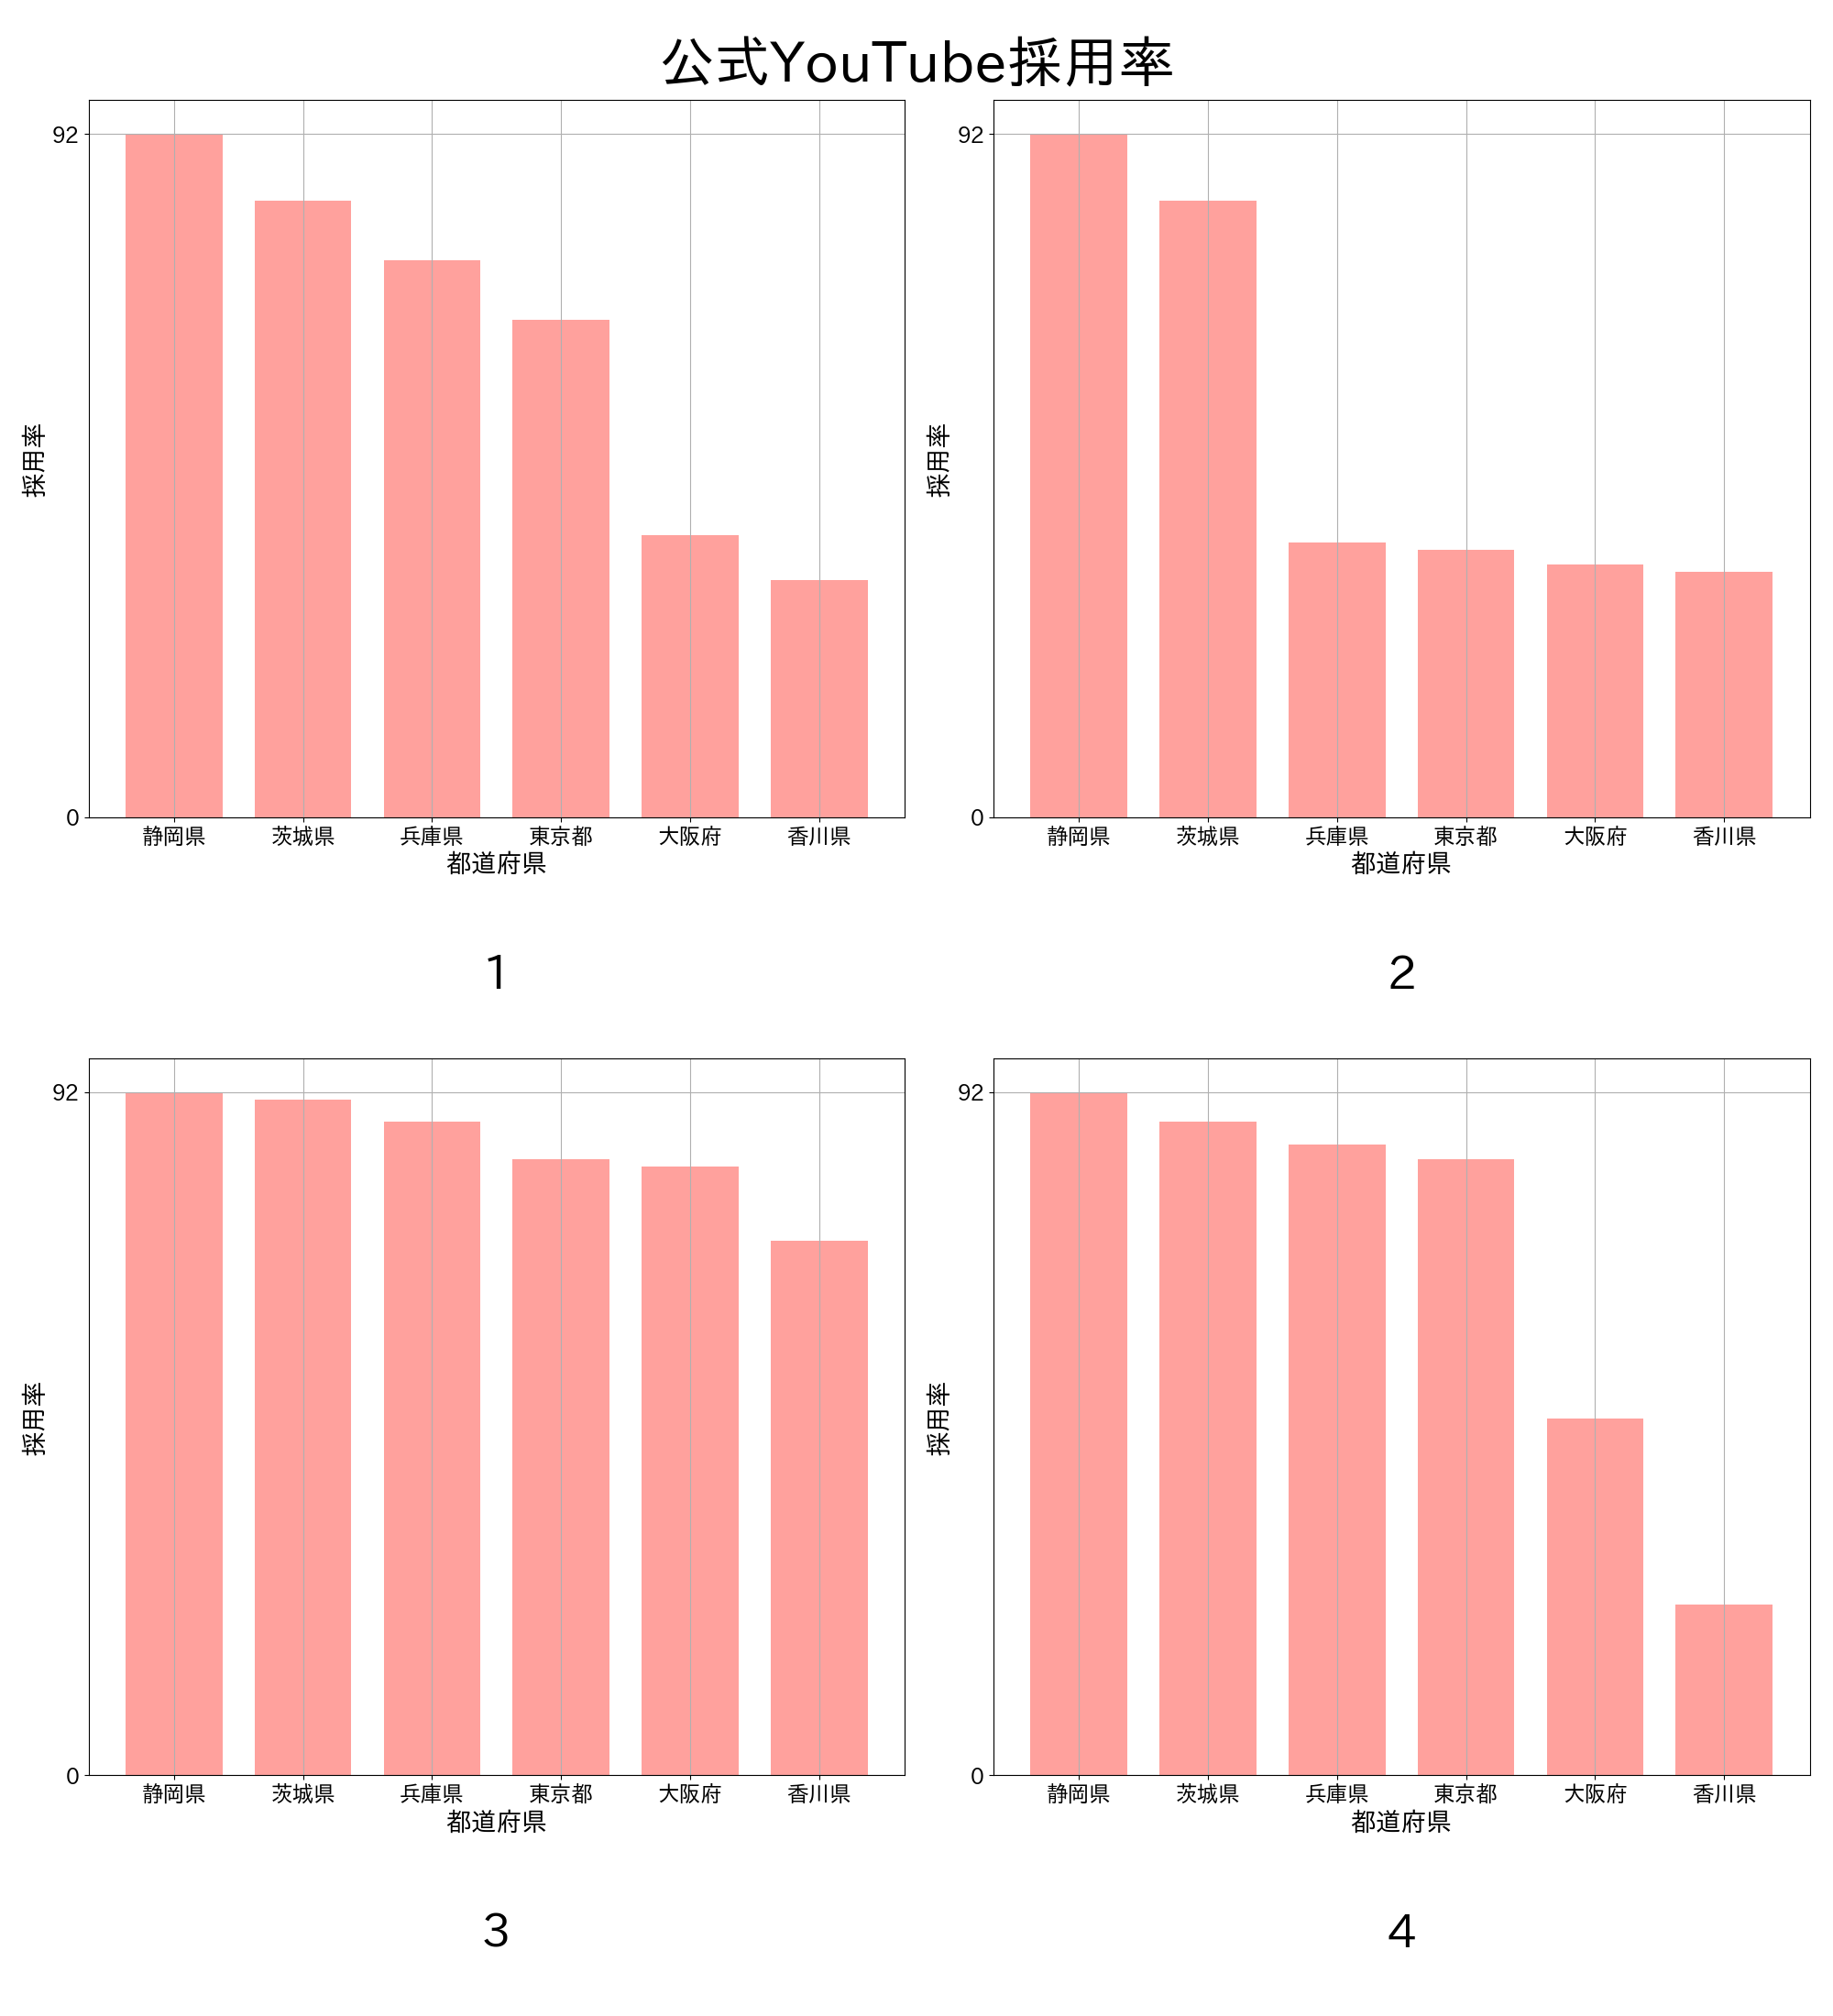 公式YouTube採用率
92
採用率
0
静岡県 茨城県 兵庫県 東京都 大阪府 香川県
都道府県
1
92
採用率
0
静岡県 茨城県 兵庫県 東京都 大阪府 香川県
都道府県
2
92
採用率
0
静岡県 茨城県 兵庫県 東京都 大阪府 香川県
都道府県
3
92
採用率
0
静岡県 茨城県 兵庫県 東京都 大阪府 香川県
都道府県
4